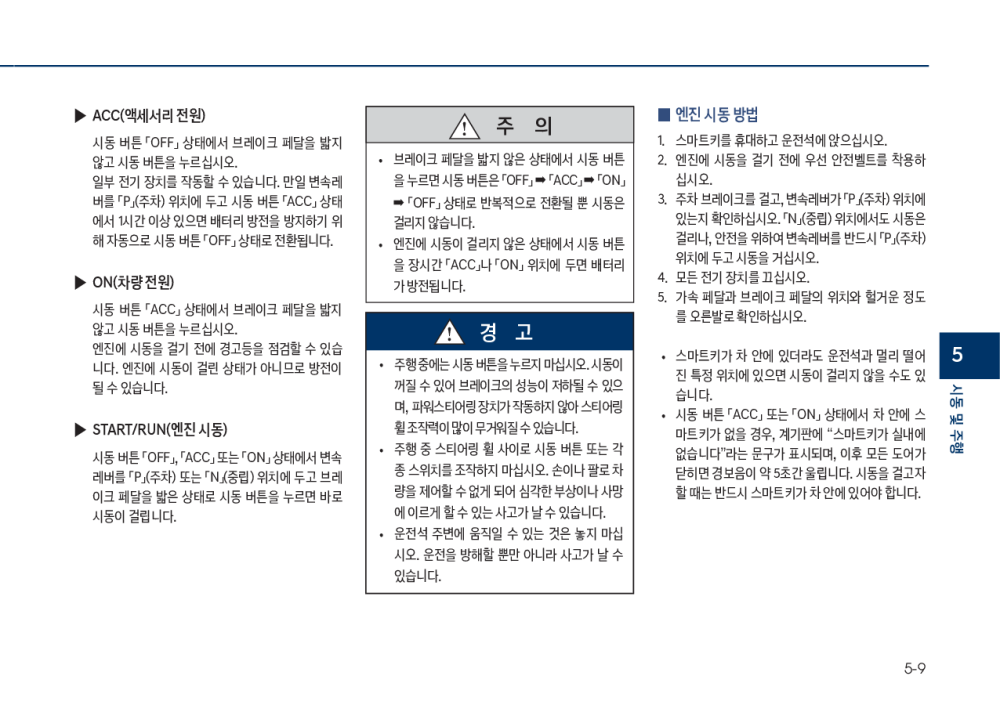 ▶ ACC(액세서리 전원)
시동 버튼 ｢OFF｣ 상태에서 브레이크 페달을 밟지
않고 시동 버튼을 누르십시오.
일부 전기 장치를 작동할 수 있습니다. 만일 변속레
버를 ｢P｣(주차) 위치에 두고 시동 버튼 ｢ACC｣ 상태
에서 1시간 이상 있으면 배터리 방전을 방지하기 위
해 자동으로 시동 버튼 ｢OFF｣ 상태로 전환됩니다.
▶ ON(차량 전원)
시동 버튼 ｢ACC｣ 상태에서 브레이크 페달을 밟지
않고 시동 버튼을 누르십시오.
엔진에 시동을 걸기 전에 경고등을 점검할 수 있습
니다. 엔진에 시동이 걸린 상태가 아니므로 방전이
될 수 있습니다.
▶ START/RUN(엔진 시동)
시동 버튼 ｢OFF｣, ｢ACC｣ 또는 ｢ON｣ 상태에서 변속
레버를 ｢P｣(주차) 또는 ｢N｣(중립) 위치에 두고 브레
이크 페달을 밟은 상태로 시동 버튼을 누르면 바로
시동이 걸립니다.
주 의
• 브레이크 페달을 밟지 않은 상태에서 시동 버튼
을 누르면 시동 버튼은 ｢OFF｣ ➡ ｢ACC｣ ➡ ｢ON｣
➡ ｢OFF｣ 상태로 반복적으로 전환될 뿐 시동은
걸리지 않습니다.
• 엔진에 시동이 걸리지 않은 상태에서 시동 버튼
을 장시간 ｢ACC｣나 ｢ON｣ 위치에 두면 배터리
가 방전됩니다.
경 고
• 주행 중에는 시동 버튼을 누르지 마십시오. 시동이
꺼질 수 있어 브레이크의 성능이 저하될 수 있으
며, 파워스티어링 장치가 작동하지 않아 스티어링
휠 조작력이 많이 무거워질 수 있습니다.
• 주행 중 스티어링 휠 사이로 시동 버튼 또는 각
종 스위치를 조작하지 마십시오. 손이나 팔로 차
량을 제어할 수 없게 되어 심각한 부상이나 사망
에 이르게 할 수 있는 사고가 날 수 있습니다.
• 운전석 주변에 움직일 수 있는 것은 놓지 마십
시오. 운전을 방해할 뿐만 아니라 사고가 날 수
있습니다.
■ 엔진 시동 방법
1. 스마트키를 휴대하고 운전석에 앉으십시오.
2. 엔진에 시동을 걸기 전에 우선 안전벨트를 착용하
십시오.
3. 주차 브레이크를 걸고, 변속레버가 ｢P｣(주차) 위치에
있는지 확인하십시오. ｢N｣(중립) 위치에서도 시동은
걸리나, 안전을 위하여 변속레버를 반드시 ｢P｣(주차)
위치에 두고 시동을 거십시오.
4. 모든 전기 장치를 끄십시오.
5. 가속 페달과 브레이크 페달의 위치와 헐거운 정도
를 오른발로 확인하십시오.
• 스마트키가 차 안에 있더라도 운전석과 멀리 떨어
진 특정 위치에 있으면 시동이 걸리지 않을 수도 있
습니다.
• 시동 버튼 ｢ACC｣ 또는 ｢ON｣ 상태에서 차 안에 스
마트키가 없을 경우, 계기판에 “스마트키가 실내에
없습니다”라는 문구가 표시되며, 이후 모든 도어가
닫히면 경보음이 약 5초간 울립니다. 시동을 걸고자
할 때는 반드시 스마트키가 차 안에 있어야 합니다.
5
시동 및 주행
5-9